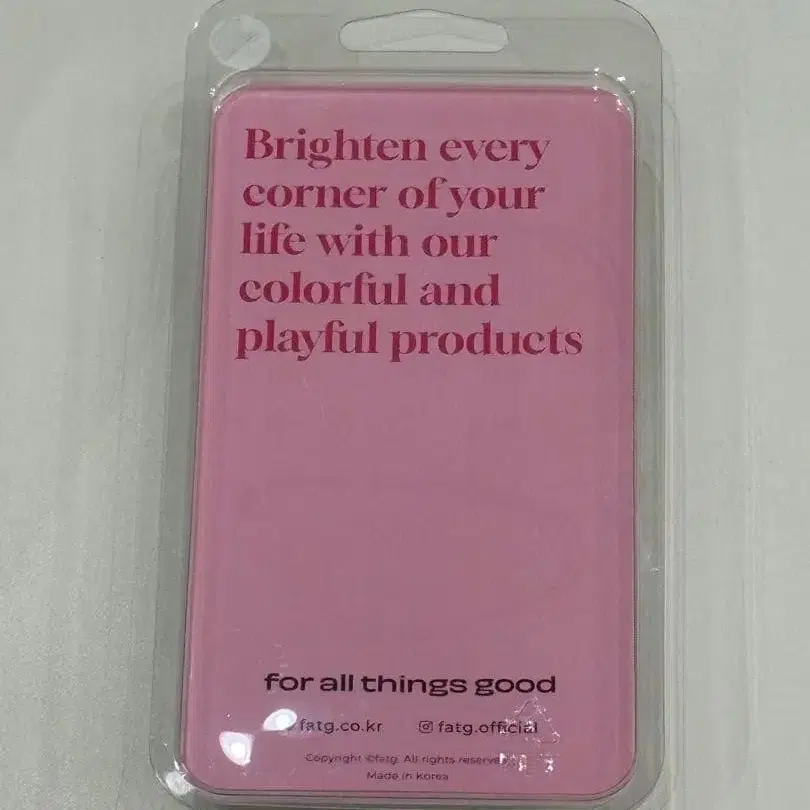 Brighten every
corner of your
life with our
colorful and
playful products
for all things good
fatg.co.kr fatg.official
Copyright ©fatg. All rights reserved
Made in Korea